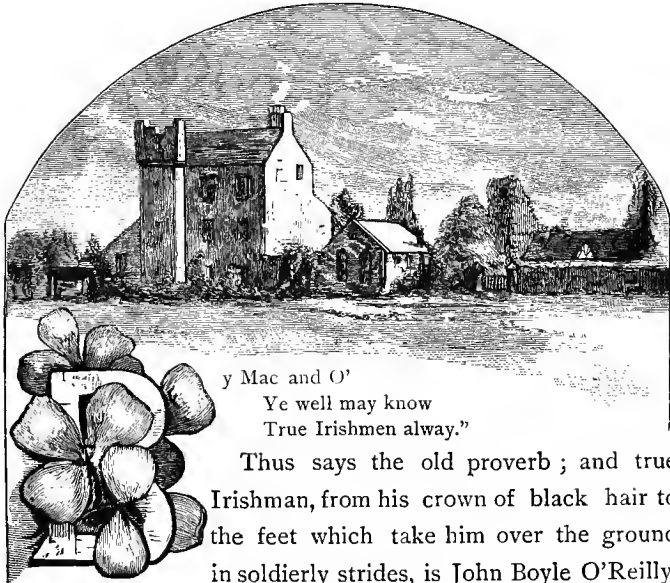 By Mac and O'
Ye well may know
True Irishmen alway."
Thus says the old proverb ; and true
Irishman, from his crown of black hair to
the feet which take him over the ground
in soldierly strides, is John Boyle O'Reilly